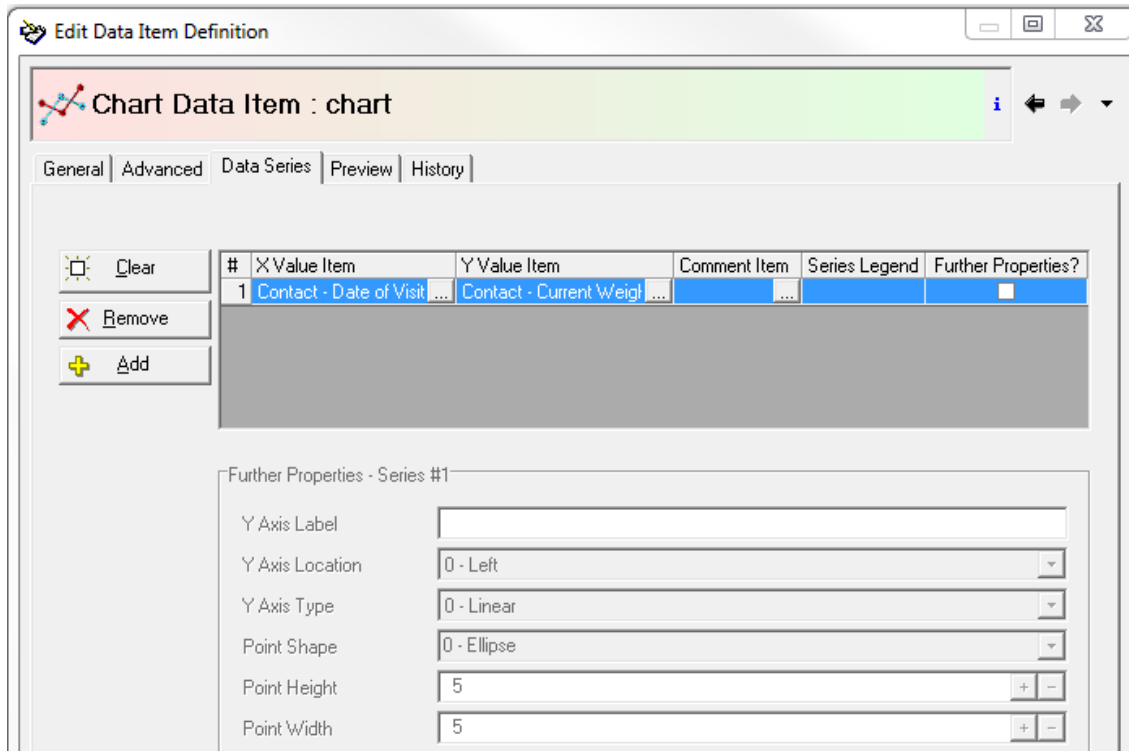 Edit Data Item Definition
Chart Data Item : chart
i
General Advanced Data Series Preview History
Clear
Remove
Add
# X Value Item Y Value Item Comment Item Series Legend Further Properties?
1 Contact - Date of Visit ... Contact - Current Weigh ... ...
Further Properties - Series #1
Y Axis Label
Y Axis Location 0 - Left
Y Axis Type 0 - Linear
Point Shape 0 - Ellipse
Point Height 5 + -
Point Width 5 + -